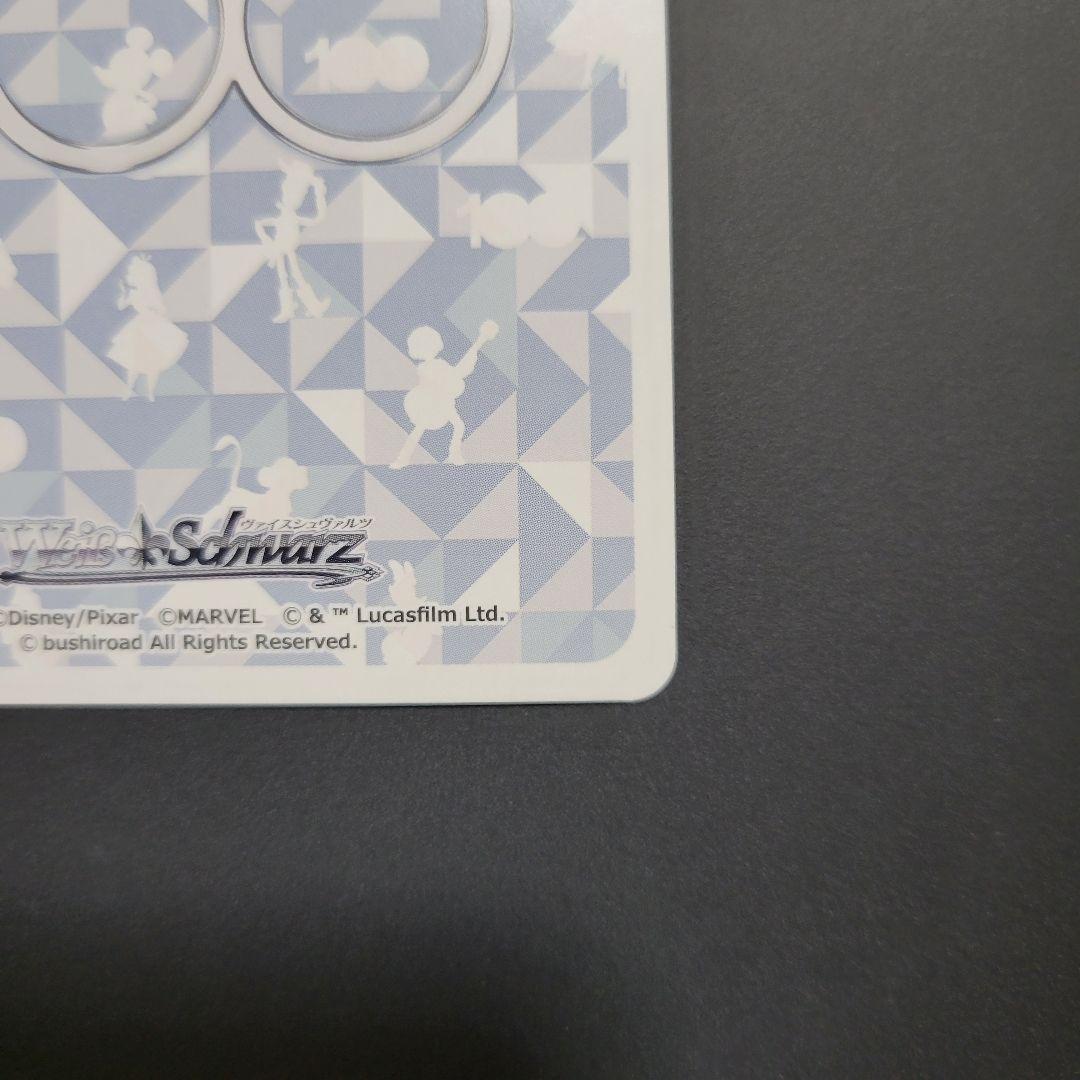 100
100
ヴァイスシュヴァルツ
Weiß Schwarz
©Disney/Pixar ©MARVEL © & ™ Lucasfilm Ltd.
© bushiroad All Rights Reserved.